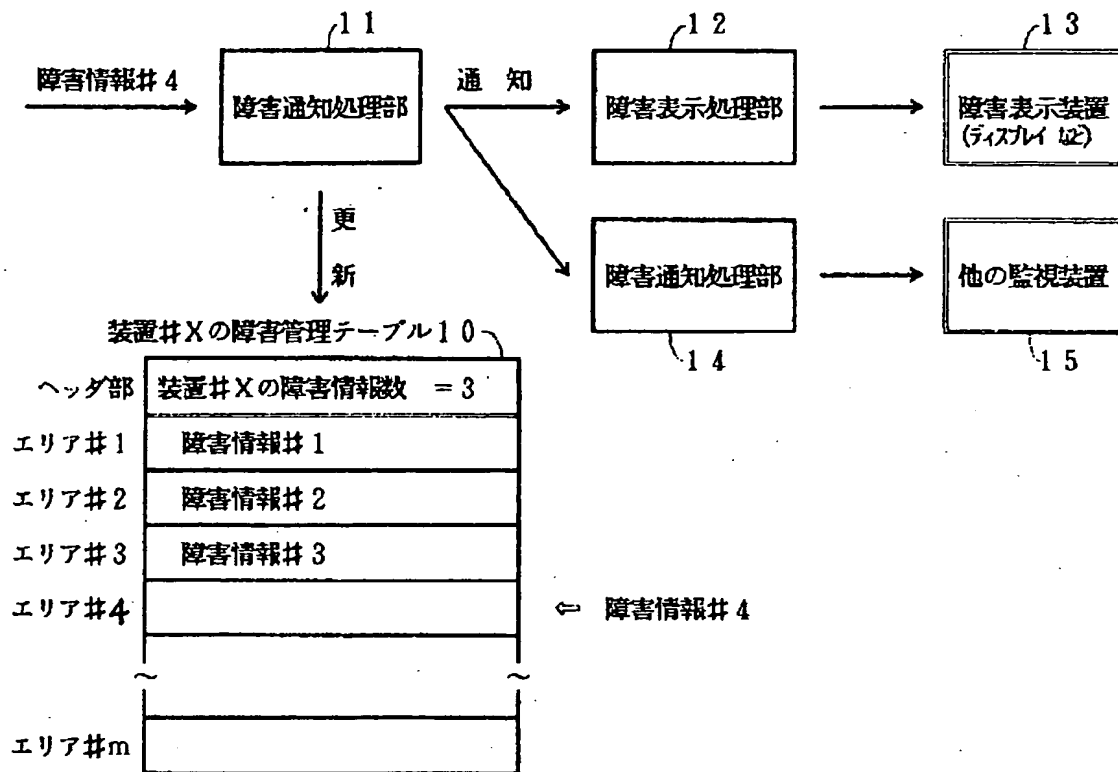 11
12
13
障害情報#4
通 知
障害通知処理部
障害表示処理部
障害表示装置
(ディスプレイ など)
更
新
障害通知処理部
他の監視装置
14
15
装置#Xの障害管理テーブル10
ヘッダ部 装置#Xの障害情報数 =3
エリア#1 障害情報#1
エリア#2 障害情報#2
エリア#3 障害情報#3
エリア#4 ⇦ 障害情報#4
~ ~
エリア#m